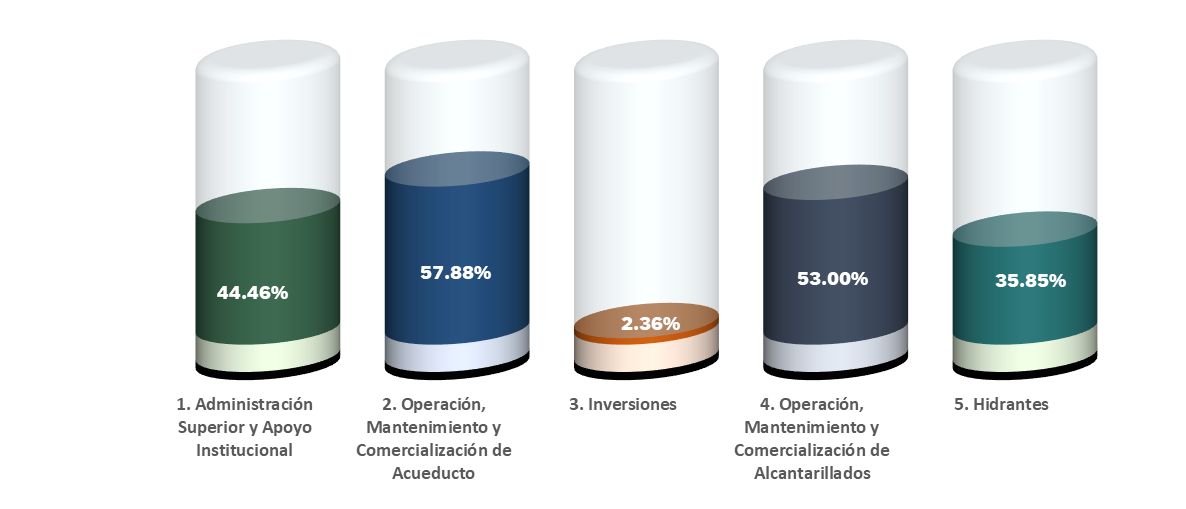 44.46%
57.88%
2.36%
53.00%
35.85%
1. Administración
Superior y Apoyo
Institucional
2. Operación,
Mantenimiento y
Comercialización de
Acueducto
3. Inversiones
4. Operación,
Mantenimiento y
Comercialización de
Alcantarillados
5. Hidrantes